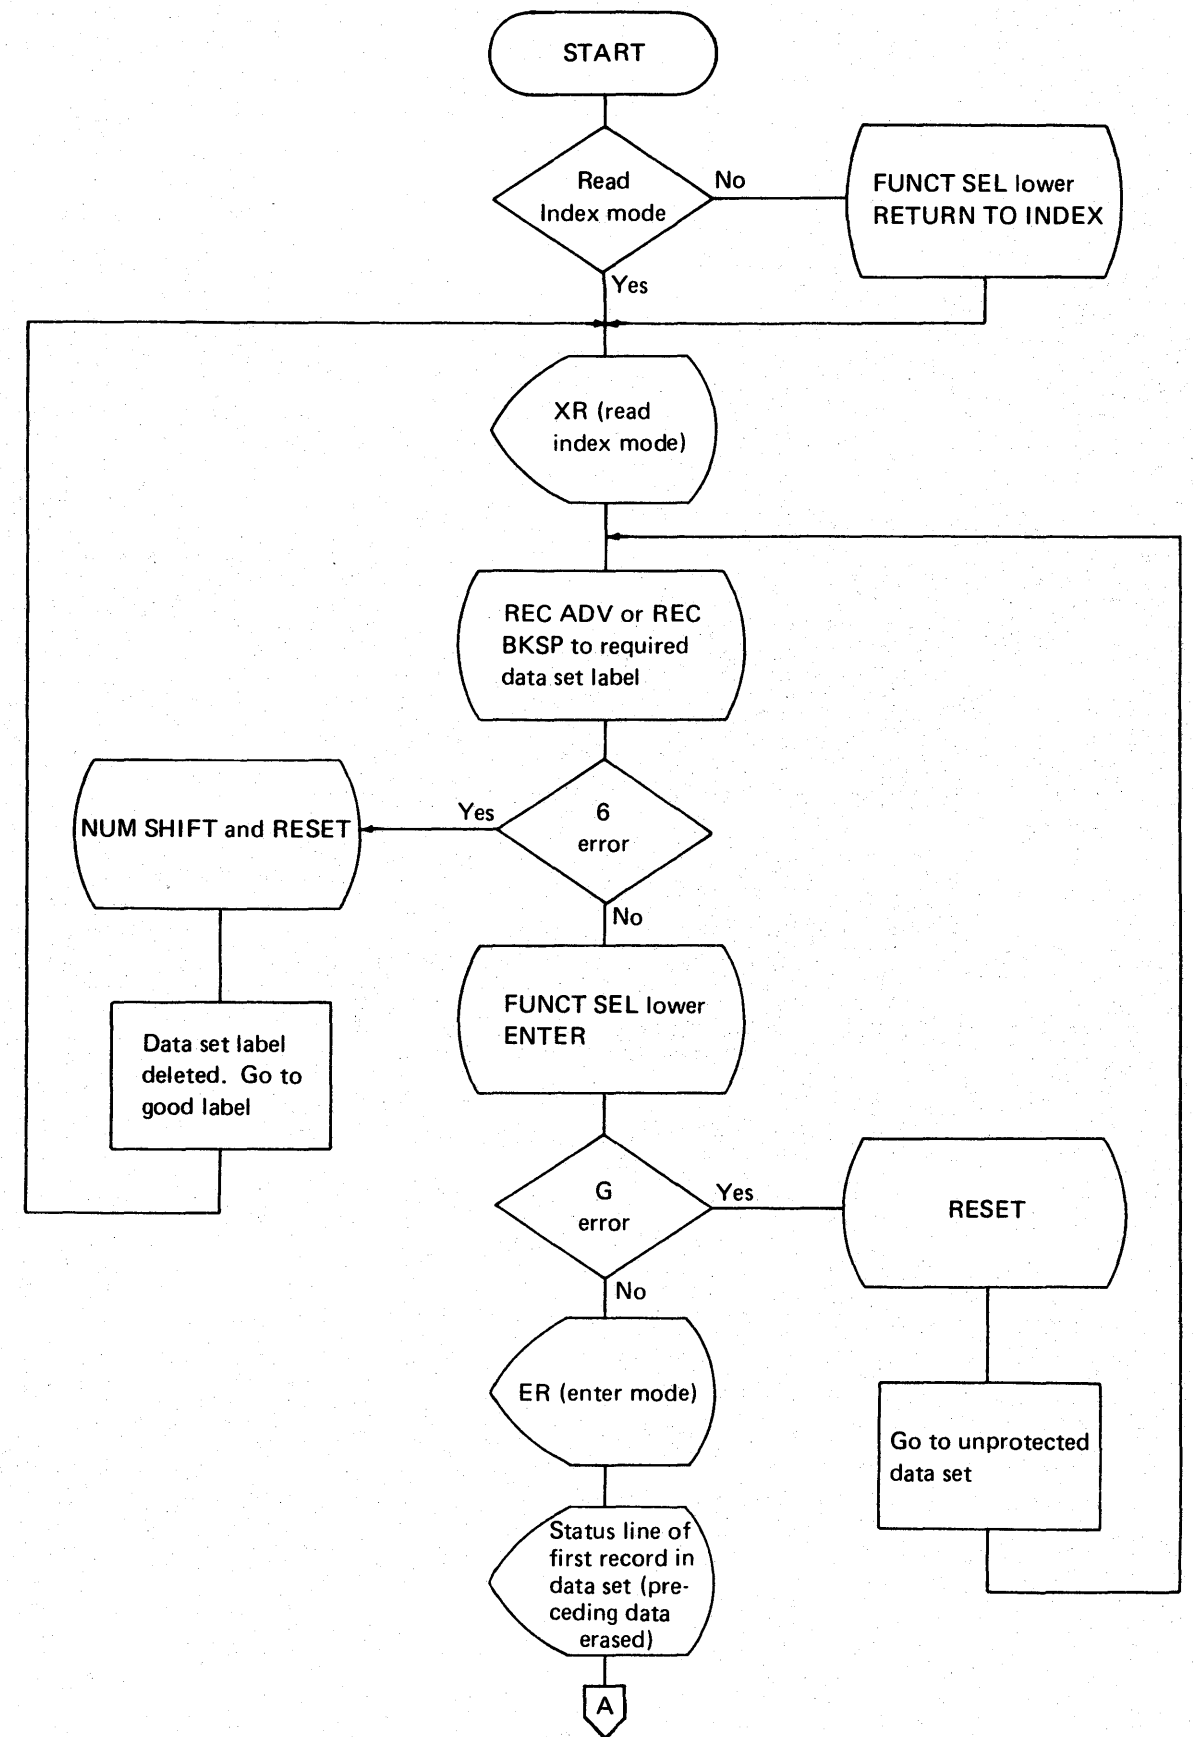 START
Read
Index mode
No
FUNCT SEL lower
RETURN TO INDEX
Yes
XR (read
index mode)
REC ADV or REC
BKSP to required
data set label
6
error
Yes
NUM SHIFT and RESET
No
Data set label
deleted. Go to
good label
FUNCT SEL lower
ENTER
G
error
Yes
RESET
No
ER (enter mode)
Go to unprotected
data set
Status line of
first record in
data set (pre-
ceding data
erased)
A